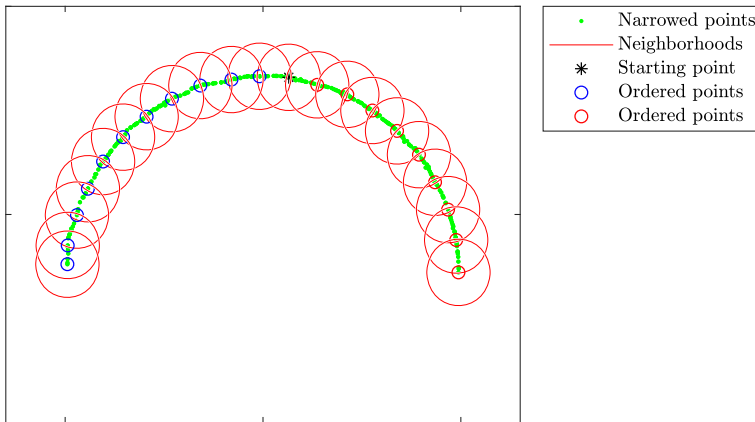 Narrowed points
Neighborhoods
Starting point
Ordered points
Ordered points